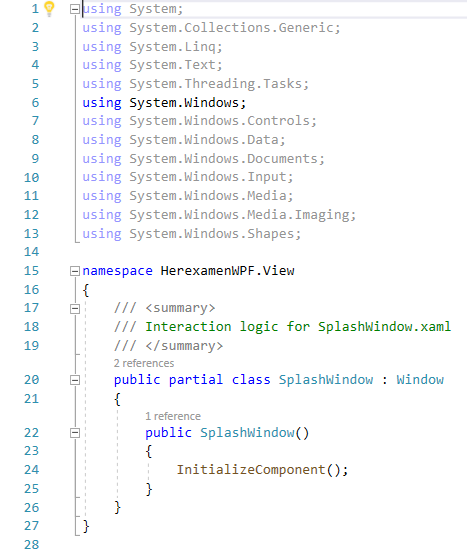 1 using System;
2 using System.Collections.Generic;
3 using System.Linq;
4 using System.Text;
5 using System.Threading.Tasks;
6 using System.Windows;
7 using System.Windows.Controls;
8 using System.Windows.Data;
9 using System.Windows.Documents;
10 using System.Windows.Input;
11 using System.Windows.Media;
12 using System.Windows.Media.Imaging;
13 using System.Windows.Shapes;
14
15 namespace HerexamenWPF.View
16 {
17 /// <summary>
18 /// Interaction logic for SplashWindow.xaml
19 /// </summary>
2 references
20 public partial class SplashWindow : Window
21 {
1 reference
22 public SplashWindow()
23 {
24 InitializeComponent();
25 }
26 }
27 }
28